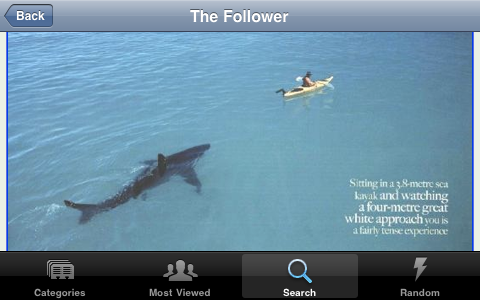 Back
The Follower
Sitting in a 3.8-metre sea
kayak and watching
a four-metre great
white approach you is
a fairly tense experience
Categories
Most Viewed
Search
Random